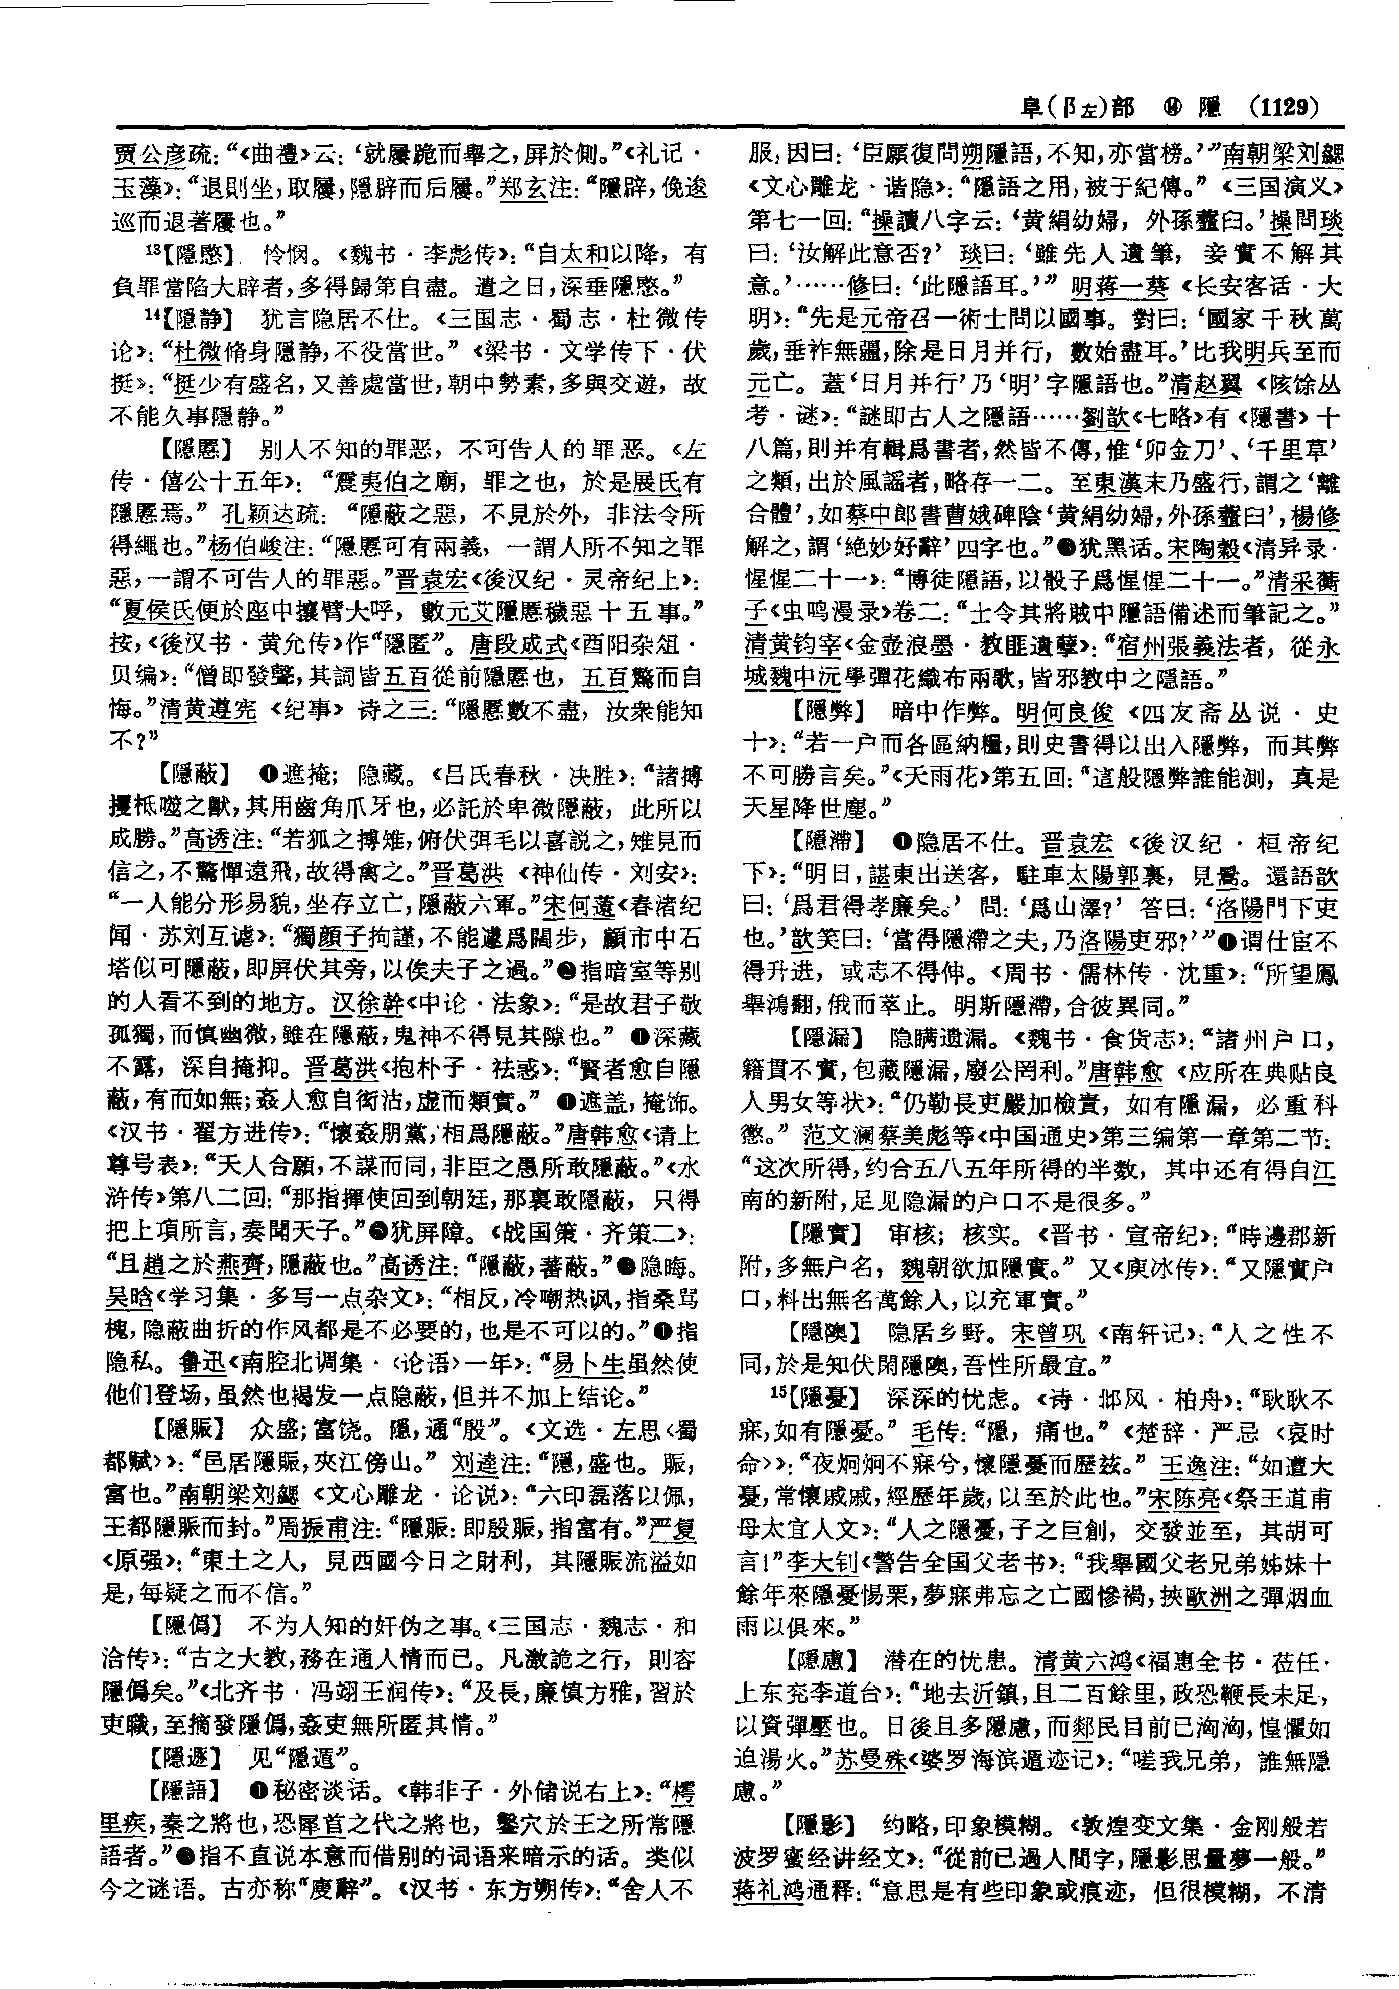 阜(阝左)部 ⑭ 隱 (1129)
贾公彦疏：“《曲禮》云：‘就屨跪而舉之，屏於側。”《礼记·
玉藻》：“退則坐，取屨，隱辟而后屨。”郑玄注：“隱辟，俛逡
巡而退著屨也。”
13【隱愍】 怜悯。《魏书·李彪传》：“自太和以降，有
負罪當陷大辟者，多得歸第自盡。遣之日，深垂隱愍。”
14【隱静】 犹言隐居不仕。《三国志·蜀志·杜微传
论》：“杜微脩身隱静，不役當世。”《梁书·文学传下·伏
挺》：“挺少有盛名，又善處當世，朝中勢素，多與交遊，故
不能久事隱静。”
【隱慝】 别人不知的罪恶，不可告人的罪恶。《左
传·僖公十五年》：“震夷伯之廟，罪之也，於是展氏有
隱慝焉。”孔颖达疏：“隱蔽之惡，不見於外，非法令所
得繩也。”杨伯峻注：“隱慝可有兩義，一謂人所不知之罪
惡，一謂不可告人的罪惡。”晋袁宏《後汉纪·灵帝纪上》：
“夏侯氏便於座中攘臂大呼，數元艾隱慝穢惡十五事。”
按，《後汉书·黄允传》作“隱匿”。唐段成式《酉阳杂俎·
贝编》：“僧即發聲，其詞皆五百從前隱慝也，五百驚而自
悔。”清黄遵宪《纪事》诗之三：“隱慝數不盡，汝衆能知
不？”
【隱蔽】 ❶遮掩；隐藏。《吕氏春秋·决胜》：“諸搏
攫柢噬之獸，其用齒角爪牙也，必託於卑微隱蔽，此所以
成勝。”高诱注：“若狐之搏雉，俯伏弭毛以喜説之，雉見而
信之，不驚憚遠飛，故得禽之。”晋葛洪《神仙传·刘安》：
“一人能分形易貌，坐存立亡，隱蔽六軍。”宋何薳《春渚纪
闻·苏刘互谑》：“獨顔子拘謹，不能遽爲闊步，顧市中石
塔似可隱蔽，即屏伏其旁，以俟夫子之過。”❷指暗室等别
的人看不到的地方。汉徐幹《中论·法象》：“是故君子敬
孤獨，而慎幽微，雖在隱蔽，鬼神不得見其隙也。”❸深藏
不露，深自掩抑。晋葛洪《抱朴子·祛惑》：“賢者愈自隱
蔽，有而如無；姦人愈自衒沽，虚而類實。”❹遮盖，掩饰。
《汉书·翟方进传》：“懷姦朋黨，相爲隱蔽。”唐韩愈《请上
尊号表》：“天人合願，不謀而同，非臣之愚所敢隱蔽。”《水
浒传》第八二回：“那指揮使回到朝廷，那裏敢隱蔽，只得
把上項所言，奏聞天子。”❺犹屏障。《战国策·齐策二》：
“且趙之於燕齊，隱蔽也。”高诱注：“隱蔽，蕃蔽。”❻隐晦。
吴晗《学习集·多写一点杂文》：“相反，冷嘲热讽，指桑骂
槐，隐蔽曲折的作风都是不必要的，也是不可以的。”❼指
隐私。鲁迅《南腔北调集·〈论语〉一年》：“易卜生虽然使
他们登场，虽然也揭发一点隐蔽，但并不加上结论。”
【隱賑】 众盛；富饶。隱，通“殷”。《文选·左思〈蜀
都赋〉》：“邑居隱賑，夾江傍山。”刘逵注：“隱，盛也。賑，
富也。”南朝梁刘勰《文心雕龙·论说》：“六印磊落以佩，
王都隱賑而封。”周振甫注：“隱賑：即殷賑，指富有。”严复
《原强》：“東土之人，見西國今日之財利，其隱賑流溢如
是，每疑之而不信。”
【隱僞】 不为人知的奸伪之事。《三国志·魏志·和
洽传》：“古之大教，務在通人情而已。凡激詭之行，則容
隱僞矣。”《北齐书·冯翊王润传》：“及長，廉慎方雅，習於
吏職，至摘發隱僞，姦吏無所匿其情。”
【隱遯】 见“隱遁”。
【隱語】 ❶秘密谈话。《韩非子·外储说右上》：“樗
里疾，秦之將也，恐犀首之代之將也，鑿穴於王之所常隱
語者。”❷指不直说本意而借别的词语来暗示的话。类似
今之谜语。古亦称“廋辭”。《汉书·东方朔传》：“舍人不
服，因曰：‘臣願復問朔隱語，不知，亦當榜。’”南朝梁刘勰
《文心雕龙·谐隐》：“隱語之用，被于紀傳。”《三国演义》
第七一回：“操讀八字云：‘黄絹幼婦，外孫虀臼。’操問琰
曰：‘汝解此意否？’琰曰：‘雖先人遺筆，妾實不解其
意。’……修曰：‘此隱語耳。’”明蒋一葵《长安客话·大
明》：“先是元帝召一術士問以國事。對曰：‘國家千秋萬
歲，垂祚無疆，除是日月并行，數始盡耳。’比我明兵至而
元亡。蓋‘日月并行’乃‘明’字隱語也。”清赵翼《陔馀丛
考·谜》：“謎即古人之隱語……劉歆《七略》有《隱書》十
八篇，則并有輯爲書者，然皆不傳，惟‘卯金刀’、‘千里草’
之類，出於風謡者，略存一二。至東漢末乃盛行，謂之‘離
合體’，如蔡中郎書曹娥碑陰‘黄絹幼婦，外孫虀臼’，楊修
解之，謂‘絶妙好辭’四字也。”❸犹黑话。宋陶穀《清异录·
惺惺二十一》：“博徒隱語，以骰子爲惺惺二十一。”清采蘅
子《虫鸣漫录》卷二：“士令其將賊中隱語備述而筆記之。”
清黄钧宰《金壶浪墨·教匪遺孽》：“宿州張義法者，從永
城魏中沅學彈花織布兩歌，皆邪教中之隱語。”
【隱弊】 暗中作弊。明何良俊《四友斋丛说·史
十》：“若一户而各區納糧，則史書得以出入隱弊，而其弊
不可勝言矣。”《天雨花》第五回：“這般隱弊誰能測，真是
天星降世塵。”
【隱滯】 ❶隐居不仕。晋袁宏《後汉纪·桓帝纪
下》：“明日，諶東出送客，駐車太陽郭裏，見暠。還語歆
曰：‘爲君得孝廉矣。’問：‘爲山澤？’答曰：‘洛陽門下吏
也。’歆笑曰：‘當得隱滯之夫，乃洛陽吏邪？’”❷谓仕宦不
得升进，或志不得伸。《周书·儒林传·沈重》：“所望鳳
舉鴻翻，俄而萃止。明斯隱滯，合彼異同。”
【隱漏】 隐瞒遗漏。《魏书·食货志》：“諸州户口，
籍貫不實，包藏隱漏，廢公罔利。”唐韩愈《应所在典贴良
人男女等状》：“仍勒長吏嚴加檢責，如有隱漏，必重科
懲。”范文澜蔡美彪等《中国通史》第三编第一章第二节：
“这次所得，约合五八五年所得的半数，其中还有得自江
南的新附，足见隐漏的户口不是很多。”
【隱實】 审核；核实。《晋书·宣帝纪》：“時邊郡新
附，多無户名，魏朝欲加隱實。”又《庾冰传》：“又隱實户
口，料出無名萬餘人，以充軍實。”
【隱隩】 隐居乡野。宋曾巩《南轩记》：“人之性不
同，於是知伏閑隱隩，吾性所最宜。”
15【隱憂】 深深的忧虑。《诗·邶风·柏舟》：“耿耿不
寐，如有隱憂。”毛传：“隱，痛也。”《楚辞·严忌〈哀时
命〉》：“夜炯炯不寐兮，懷隱憂而歷兹。”王逸注：“如遭大
憂，常懷戚戚，經歷年歲，以至於此也。”宋陈亮《祭王道甫
母太宜人文》：“人之隱憂，子之巨創，交發並至，其胡可
言！”李大钊《警告全国父老书》：“我舉國父老兄弟姊妹十
餘年來隱憂惕栗，夢寐弗忘之亡國慘禍，挾歐洲之彈烟血
雨以俱來。”
【隱慮】 潜在的忧患。清黄六鸿《福惠全书·莅任·
上东兖李道台》：“地去沂鎮，且二百餘里，政恐鞭長未足，
以資彈壓也。日後且多隱慮，而郯民目前已洶洶，惶懼如
迫湯火。”苏曼殊《婆罗海滨遁迹记》：“嗟我兄弟，誰無隱
慮。”
【隱影】 约略，印象模糊。《敦煌变文集·金刚般若
波罗蜜经讲经文》：“從前已過人間字，隱影思量夢一般。”
蒋礼鸿通释：“意思是有些印象或痕迹，但很模糊，不清